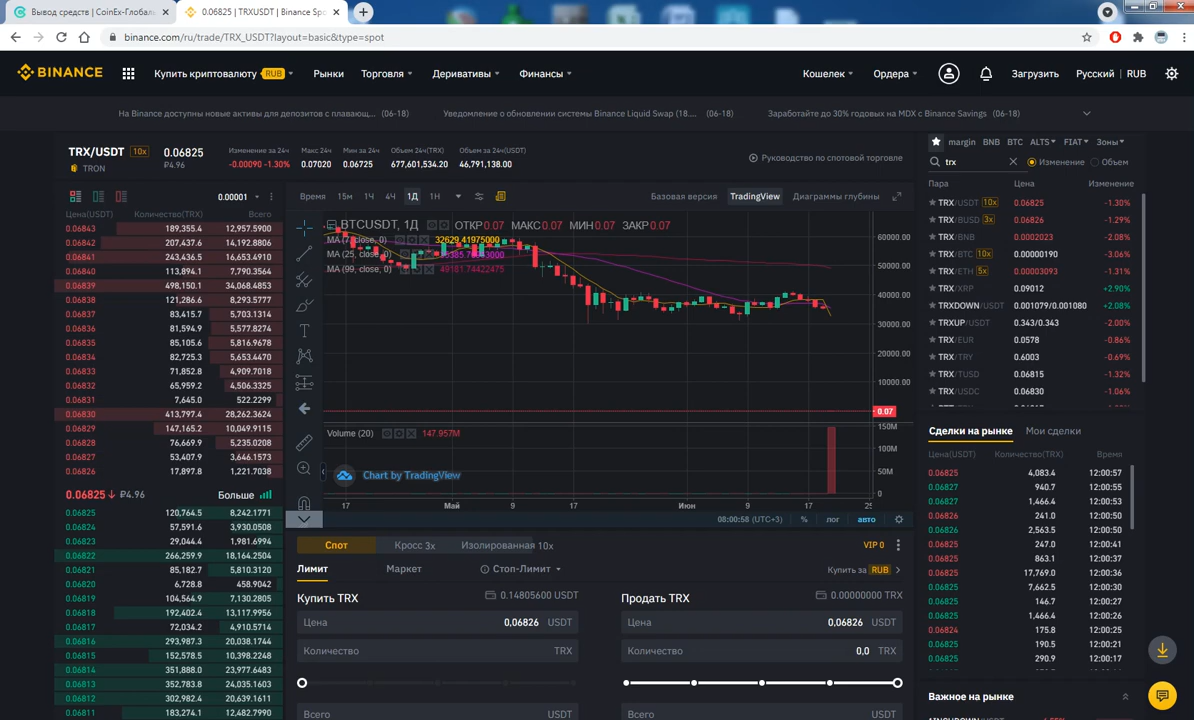 Вывод средств | CoinEx-Глобаль
0.06825 | TRXUSDT | Binance Spo
binance.com/ru/trade/TRX_USDT?layout=basic&type=spot
BINANCE
Купить криптовалюту RUB
Рынки
Торговля
Деривативы
Финансы
Кошелек
Ордера
Загрузить
Русский | RUB
На Binance доступны новые активы для депозитов с плавающ... (06-18)
Уведомление о обновлении системы Binance Liquid Swap (18.... (06-18)
Заработайте до 30% годовых на MDX с Binance Savings (06-18)
TRX/USDT 10x
TRON
0.06825
₽4.96
Изменение за 24ч
-0.00090 -1.30%
Макс 24ч
0.07020
Мин за 24ч
0.06725
Объем 24ч(TRX)
677,601,534.20
Объем за 24ч(USDT)
46,791,138.00
Руководство по спотовой торговле
0.00001
Цена(USDT) Количество(TRX) Всего
0.06843 189,355.4 12,957.5900
0.06842 207,437.6 14,192.8806
0.06841 243,436.5 16,653.4910
0.06840 113,894.1 7,790.3564
0.06839 498,150.1 34,068.4853
0.06838 121,286.6 8,293.5777
0.06837 83,415.7 5,703.1314
0.06836 81,594.9 5,577.8274
0.06835 85,105.6 5,816.9678
0.06834 82,725.3 5,653.4470
0.06833 71,852.8 4,909.7018
0.06832 65,959.2 4,506.3325
0.06831 7,645.0 522.2299
0.06830 413,797.4 28,262.3624
0.06829 147,165.2 10,049.9115
0.06828 76,669.9 5,235.0208
0.06827 53,407.9 3,646.1573
0.06826 17,897.8 1,221.7038
0.06825 ↓ ₽4.96 Больше
0.06825 120,764.5 8,242.1771
0.06824 57,591.6 3,930.0508
0.06823 29,044.4 1,981.6994
0.06822 266,259.9 18,164.2504
0.06821 85,182.7 5,810.3120
0.06820 6,728.8 458.9042
0.06819 104,564.9 7,130.2805
0.06818 192,402.4 13,117.9956
0.06817 72,034.2 4,910.5714
0.06816 293,987.3 20,038.1744
0.06815 152,578.5 10,398.2248
0.06814 351,888.0 23,977.6483
0.06813 352,783.8 24,035.1603
0.06812 302,982.4 20,639.1611
0.06811 183,274.1 12,482.7990
Время 15м 1Ч 4Ч 1Д 1Н
Базовая версия TradingView Диаграммы глубины
BTCUSDT, 1Д ОТКР0.07 МАКС0.07 МИН0.07 ЗАКР0.07
MA (7, close, 0) 32629.41975000
MA (25, close, 0)
MA (99, close, 0) 49181.74422475
60000.00
50000.00
40000.00
30000.00
20000.00
10000.00
0.07
Volume (20) 147.957M
150M
100M
50M
0
Chart by TradingView
17 Май 9 17 Июн 9 17 25
08:00:58 (UTC+3) % лог авто
Спот Кросс 3x Изолированная 10x
VIP 0
Лимит Маркет Стоп-Лимит
Купить за RUB
Купить TRX 0.14805600 USDT
Цена 0,06826 USDT
Количество TRX
Всего USDT
Продать TRX 0.00000000 TRX
Цена 0,06826 USDT
Количество 0.0 TRX
Всего USDT
margin BNB BTC ALTS FIAT Зоны
trx
Изменение Объем
Пара Цена Изменение
TRX/USDT 10x 0.06825 -1.30%
TRX/BUSD 3x 0.06826 -1.29%
TRX/BNB 0.0002023 -2.08%
TRX/BTC 10x 0.00000190 -3.06%
TRX/ETH 5x 0.00003093 -1.31%
TRX/XRP 0.09012 +2.90%
TRXDOWN/USDT 0.001079/0.001080 +2.08%
TRXUP/USDT 0.343/0.343 -2.00%
TRX/EUR 0.0578 -0.86%
TRX/TRY 0.6003 -0.69%
TRX/TUSD 0.06815 -1.32%
TRX/USDC 0.06830 -1.06%
Сделки на рынке Мои сделки
Цена(USDT) Количество(TRX) Время
0.06825 4,083.4 12:00:57
0.06827 940.7 12:00:55
0.06827 1,466.4 12:00:53
0.06826 241.0 12:00:50
0.06826 2,563.5 12:00:50
0.06825 247.0 12:00:41
0.06825 863.1 12:00:37
0.06825 17,769.0 12:00:36
0.06825 7,662.5 12:00:30
0.06825 146.7 12:00:27
0.06825 1,466.4 12:00:26
0.06824 175.8 12:00:25
0.06825 190.5 12:00:21
0.06825 290.9 12:00:17
Важное на рынке